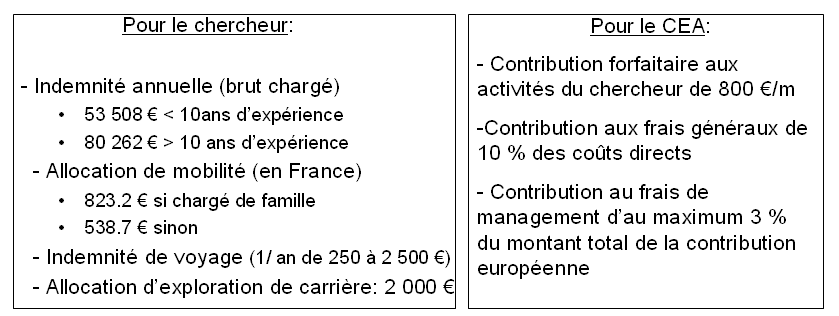 Pour le chercheur:
- Indemnité annuelle (brut chargé)
• 53 508 € < 10ans d'expérience
• 80 262 € > 10 ans d'expérience
- Allocation de mobilité (en France)
• 823.2 € si chargé de famille
• 538.7 € sinon
- Indemnité de voyage (1/ an de 250 à 2 500 €)
- Allocation d'exploration de carrière: 2 000 €
Pour le CEA:
- Contribution forfaitaire aux
activités du chercheur de 800 €/m
-Contribution aux frais généraux de
10 % des coûts directs
- Contribution au frais de
management d'au maximum 3 %
du montant total de la contribution
européenne